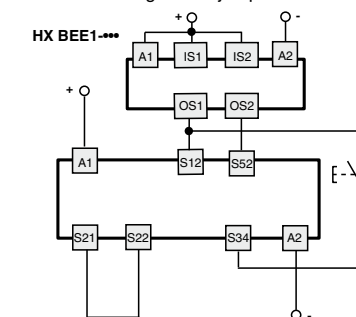 + -
HX BEE1-•••
A1 IS1 IS2 A2
+
OS1 OS2
A1 S12 S52
S21 S22 S34 A2
-